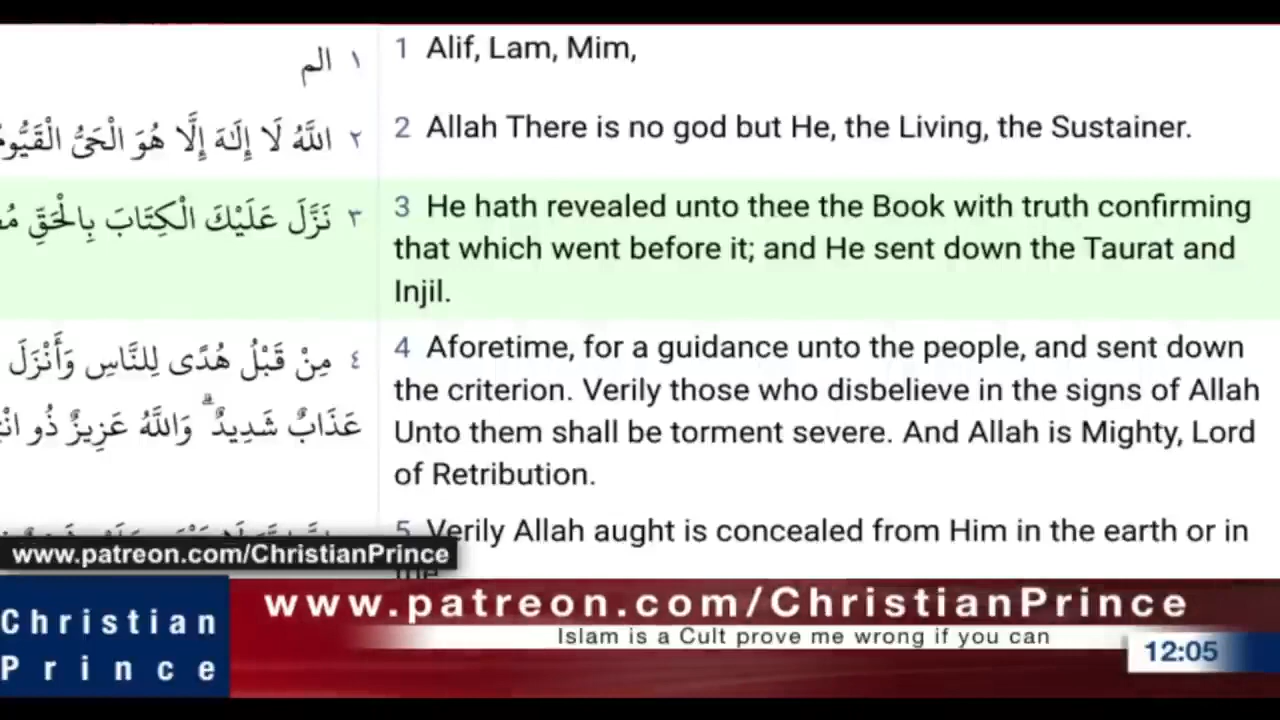 ١ الم
1 Alif, Lam, Mim,
٢ اللَّهُ لَا إِلَٰهَ إِلَّا هُوَ الْحَيُّ الْقَيُّومُ
2 Allah There is no god but He, the Living, the Sustainer.
٣ نَزَّلَ عَلَيْكَ الْكِتَابَ بِالْحَقِّ
3 He hath revealed unto thee the Book with truth confirming
that which went before it; and He sent down the Taurat and
Injil.
٤ مِنْ قَبْلُ هُدًى لِلنَّاسِ وَأَنْزَلَ
عَذَابٌ شَدِيدٌ ۗ وَاللَّهُ عَزِيزٌ ذُو
4 Aforetime, for a guidance unto the people, and sent down
the criterion. Verily those who disbelieve in the signs of Allah
Unto them shall be torment severe. And Allah is Mighty, Lord
of Retribution.
5 Verily Allah aught is concealed from Him in the earth or in
www.patreon.com/ChristianPrince
Christian
Prince
www.patreon.com/ChristianPrince
Islam is a Cult prove me wrong if you can
12:05